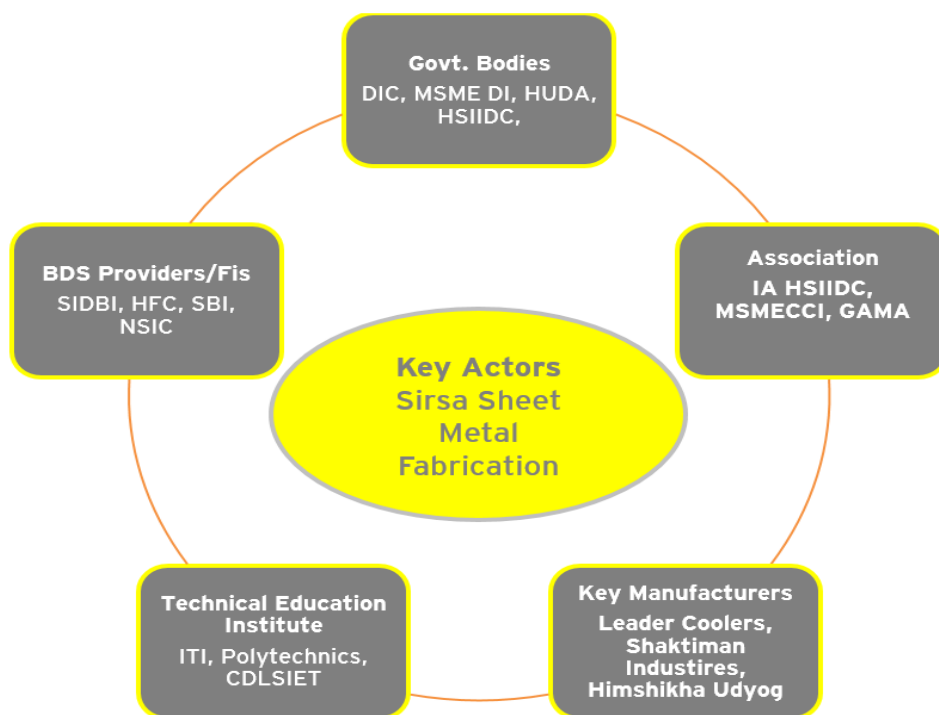 Govt. Bodies
DIC, MSME DI, HUDA,
HSIIDC,
BDS Providers/Fis
SIDBI, HFC, SBI,
NSIC
Association
IA HSIIDC,
MSMECCI, GAMA
Key Actors
Sirsa Sheet
Metal
Fabrication
Technical Education
Institute
ITI, Polytechnics,
CDLSIET
Key Manufacturers
Leader Coolers,
Shaktiman
Industires,
Himshikha Udyog